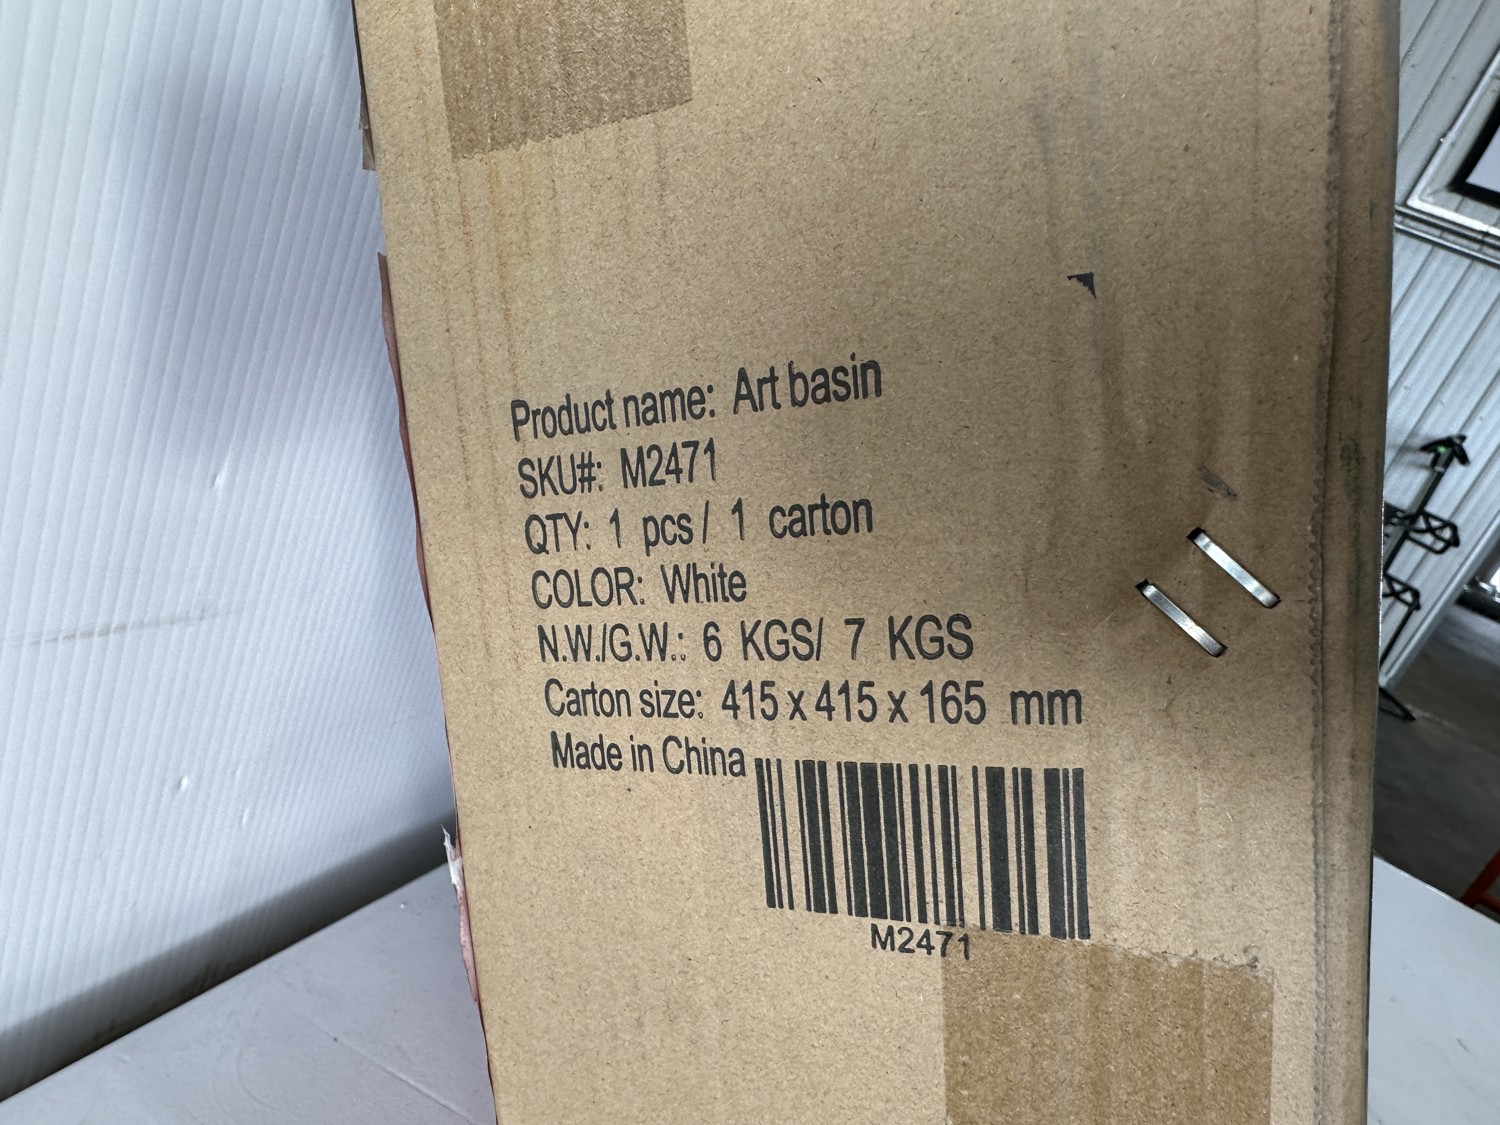 Product name: Art basin
SKU#: M2471
QTY: 1 pcs / 1 carton
COLOR: White
N.W./G.W.: 6 KGS/ 7 KGS
Carton size: 415 x 415 x 165 mm
Made in China
M2471